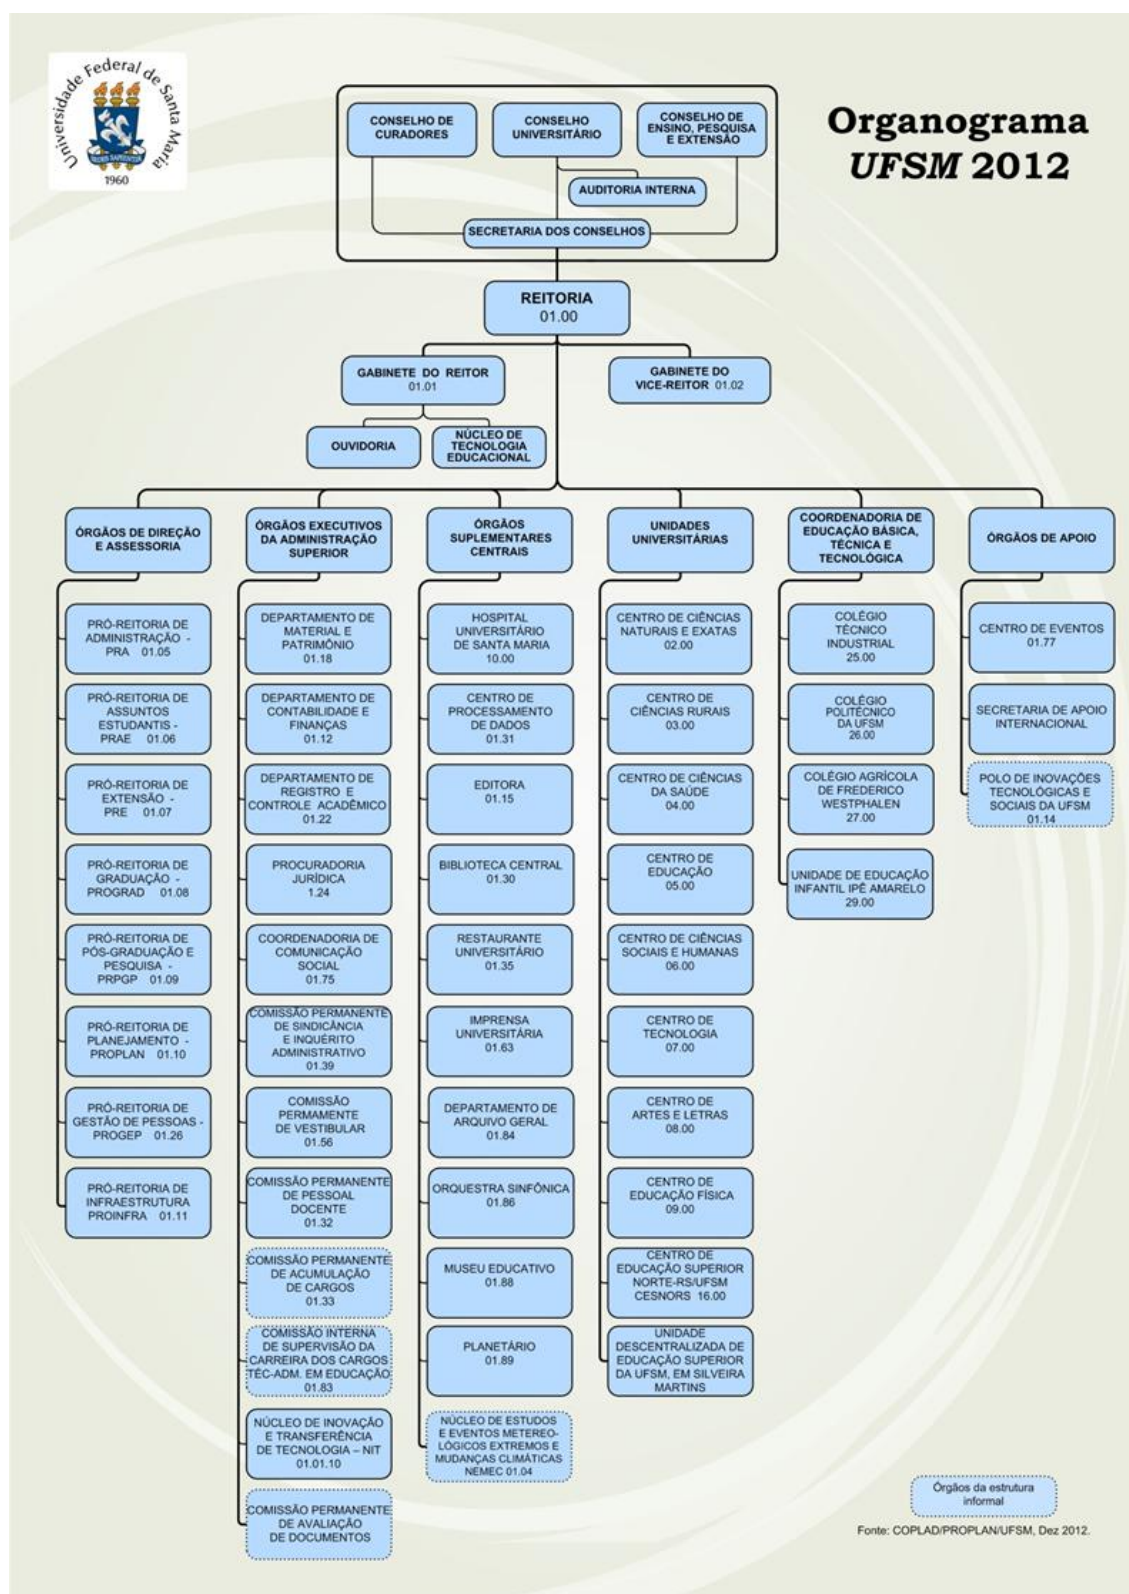 Universidade Federal de Santa Maria
SEDES SAPIENTIAE
1960
Organograma
UFSM 2012
CONSELHO DE
CURADORES
CONSELHO
UNIVERSITÁRIO
CONSELHO DE
ENSINO, PESQUISA
E EXTENSÃO
AUDITORIA INTERNA
SECRETARIA DOS CONSELHOS
REITORIA
01.00
GABINETE DO REITOR
01.01
GABINETE DO
VICE-REITOR 01.02
OUVIDORIA
NÚCLEO DE
TECNOLOGIA
EDUCACIONAL
ÓRGÃOS DE DIREÇÃO
E ASSESSORIA
PRÓ-REITORIA DE
ADMINISTRAÇÃO -
PRA 01.05
PRÓ-REITORIA DE
ASSUNTOS
ESTUDANTIS -
PRAE 01.06
PRÓ-REITORIA DE
EXTENSÃO -
PRE 01.07
PRÓ-REITORIA DE
GRADUAÇÃO -
PROGRAD 01.08
PRÓ-REITORIA DE
PÓS-GRADUAÇÃO E
PESQUISA -
PRPGP 01.09
PRÓ-REITORIA DE
PLANEJAMENTO -
PROPLAN 01.10
PRÓ-REITORIA DE
GESTÃO DE PESSOAS -
PROGEP 01.26
PRÓ-REITORIA DE
INFRAESTRUTURA
PROINFRA 01.11
ÓRGÃOS EXECUTIVOS
DA ADMINISTRAÇÃO
SUPERIOR
DEPARTAMENTO DE
MATERIAL E
PATRIMÔNIO
01.18
DEPARTAMENTO DE
CONTABILIDADE E
FINANÇAS
01.12
DEPARTAMENTO DE
REGISTRO E
CONTROLE ACADÊMICO
01.22
PROCURADORIA
JURÍDICA
1.24
COORDENADORIA DE
COMUNICAÇÃO
SOCIAL
01.75
COMISSÃO PERMANENTE
DE SINDICÂNCIA
E INQUÉRITO
ADMINISTRATIVO
01.39
COMISSÃO
PERMAMENTE
DE VESTIBULAR
01.56
COMISSÃO PERMANENTE
DE PESSOAL
DOCENTE
01.32
COMISSÃO PERMANENTE
DE ACUMULAÇÃO
DE CARGOS
01.33
COMISSÃO INTERNA
DE SUPERVISÃO DA
CARREIRA DOS CARGOS
TÉC-ADM. EM EDUCAÇÃO
01.83
NÚCLEO DE INOVAÇÃO
E TRANSFERÊNCIA
DE TECNOLOGIA – NIT
01.01.10
COMISSÃO PERMANENTE
DE AVALIAÇÃO
DE DOCUMENTOS
ÓRGÃOS
SUPLEMENTARES
CENTRAIS
HOSPITAL
UNIVERSITÁRIO
DE SANTA MARIA
10.00
CENTRO DE
PROCESSAMENTO
DE DADOS
01.31
EDITORA
01.15
BIBLIOTECA CENTRAL
01.30
RESTAURANTE
UNIVERSITÁRIO
01.35
IMPRENSA
UNIVERSITÁRIA
01.63
DEPARTAMENTO DE
ARQUIVO GERAL
01.84
ORQUESTRA SINFÔNICA
01.86
MUSEU EDUCATIVO
01.88
PLANETÁRIO
01.89
NÚCLEO DE ESTUDOS
E EVENTOS METEREO-
LÓGICOS EXTREMOS E
MUDANÇAS CLIMÁTICAS
NEMEC 01.04
UNIDADES
UNIVERSITÁRIAS
CENTRO DE CIÊNCIAS
NATURAIS E EXATAS
02.00
CENTRO DE
CIÊNCIAS RURAIS
03.00
CENTRO DE CIÊNCIAS
DA SAÚDE
04.00
CENTRO DE
EDUCAÇÃO
05.00
CENTRO DE CIÊNCIAS
SOCIAIS E HUMANAS
06.00
CENTRO DE
TECNOLOGIA
07.00
CENTRO DE
ARTES E LETRAS
08.00
CENTRO DE
EDUCAÇÃO FÍSICA
09.00
CENTRO DE
EDUCAÇÃO SUPERIOR
NORTE-RS/UFSM
CESNORS 16.00
UNIDADE
DESCENTRALIZADA DE
EDUCAÇÃO SUPERIOR
DA UFSM, EM SILVEIRA
MARTINS
COORDENADORIA DE
EDUCAÇÃO BÁSICA,
TÉCNICA E
TECNOLÓGICA
COLÉGIO
TÉCNICO
INDUSTRIAL
25.00
COLÉGIO
POLITÉCNICO
DA UFSM
26.00
COLÉGIO AGRÍCOLA
DE FREDERICO
WESTPHALEN
27.00
UNIDADE DE EDUCAÇÃO
INFANTIL IPÊ AMARELO
29.00
ÓRGÃOS DE APOIO
CENTRO DE EVENTOS
01.77
SECRETARIA DE APOIO
INTERNACIONAL
POLO DE INOVAÇÕES
TECNOLÓGICAS E
SOCIAIS DA UFSM
01.14
Órgãos da estrutura
informal
Fonte: COPLAD/PROPLAN/UFSM, Dez 2012.